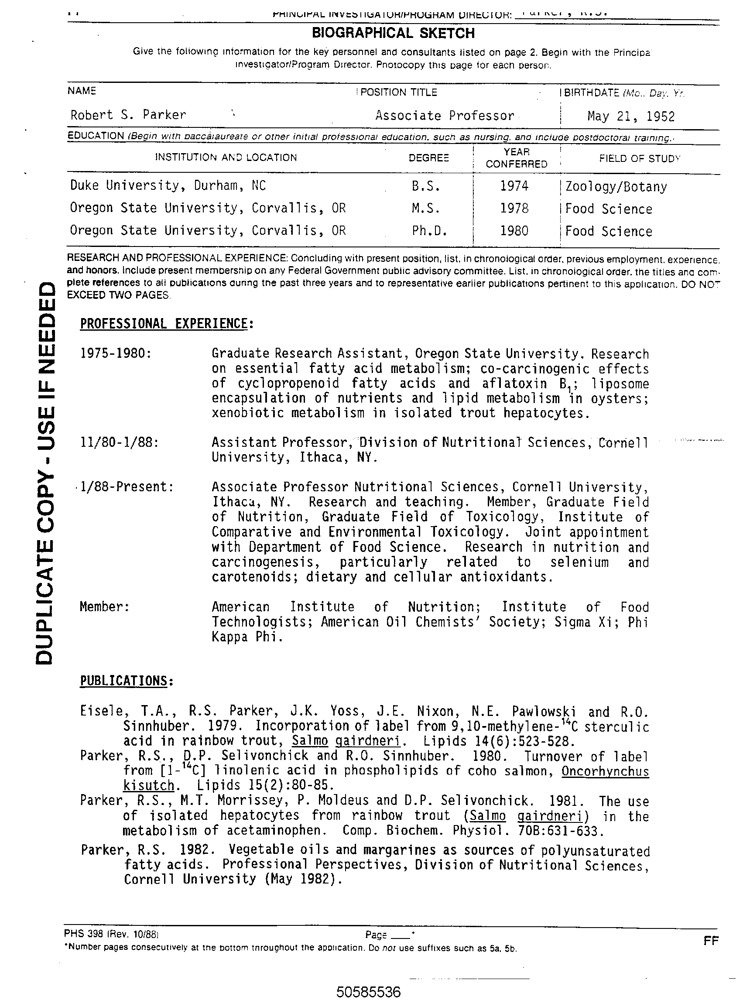 PRINCIPAL INVESTIGATOR/PROGRAM DIRECTOR: Parker, R.S.
BIOGRAPHICAL SKETCH
Give the following information for the key personnel and consultants listed on page 2. Begin with the Principa
Investigator/Program Director. Photocopy this page for each person.
NAME POSITION TITLE BIRTHDATE (Mo., Day, Yr.
Robert S. Parker Associate Professor May 21, 1952
EDUCATION (Begin with baccalaureate or other initial professional education, such as nursing, and include postdoctoral training.)
INSTITUTION AND LOCATION DEGREE YEAR CONFERRED FIELD OF STUDY
Duke University, Durham, NC B.S. 1974 Zoology/Botany
Oregon State University, Corvallis, OR M.S. 1978 Food Science
Oregon State University, Corvallis, OR Ph.D. 1980 Food Science
RESEARCH AND PROFESSIONAL EXPERIENCE: Concluding with present position, list, in chronological order, previous employment, experience,
and honors. Include present membership on any Federal Government public advisory committee. List, in chronological order, the titles and com-
plete references to all publications during the past three years and to representative earlier publications pertinent to this application. DO NOT
EXCEED TWO PAGES.
DUPLICATE COPY - USE IF NEEDED
PROFESSIONAL EXPERIENCE:
1975-1980: Graduate Research Assistant, Oregon State University. Research
on essential fatty acid metabolism; co-carcinogenic effects
of cyclopropenoid fatty acids and aflatoxin B₁; liposome
encapsulation of nutrients and lipid metabolism in oysters;
xenobiotic metabolism in isolated trout hepatocytes.
11/80-1/88: Assistant Professor, Division of Nutritional Sciences, Cornell
University, Ithaca, NY.
1/88-Present: Associate Professor Nutritional Sciences, Cornell University,
Ithaca, NY. Research and teaching. Member, Graduate Field
of Nutrition, Graduate Field of Toxicology, Institute of
Comparative and Environmental Toxicology. Joint appointment
with Department of Food Science. Research in nutrition and
carcinogenesis, particularly related to selenium and
carotenoids; dietary and cellular antioxidants.
Member: American Institute of Nutrition; Institute of Food
Technologists; American Oil Chemists' Society; Sigma Xi; Phi
Kappa Phi.
PUBLICATIONS:
Eisele, T.A., R.S. Parker, J.K. Yoss, J.E. Nixon, N.E. Pawlowski and R.O.
Sinnhuber. 1979. Incorporation of label from 9,10-methylene-¹⁴C sterculic
acid in rainbow trout, Salmo gairdneri. Lipids 14(6):523-528.
Parker, R.S., D.P. Selivonchick and R.O. Sinnhuber. 1980. Turnover of label
from [1-¹⁴C] linolenic acid in phospholipids of coho salmon, Oncorhynchus
kisutch. Lipids 15(2):80-85.
Parker, R.S., M.T. Morrissey, P. Moldeus and D.P. Selivonchick. 1981. The use
of isolated hepatocytes from rainbow trout (Salmo gairdneri) in the
metabolism of acetaminophen. Comp. Biochem. Physiol. 70B:631-633.
Parker, R.S. 1982. Vegetable oils and margarines as sources of polyunsaturated
fatty acids. Professional Perspectives, Division of Nutritional Sciences,
Cornell University (May 1982).
PHS 398 (Rev. 10/88) Page ___* FF
*Number pages consecutively at the bottom throughout the application. Do not use suffixes such as 5a, 5b.
50585536